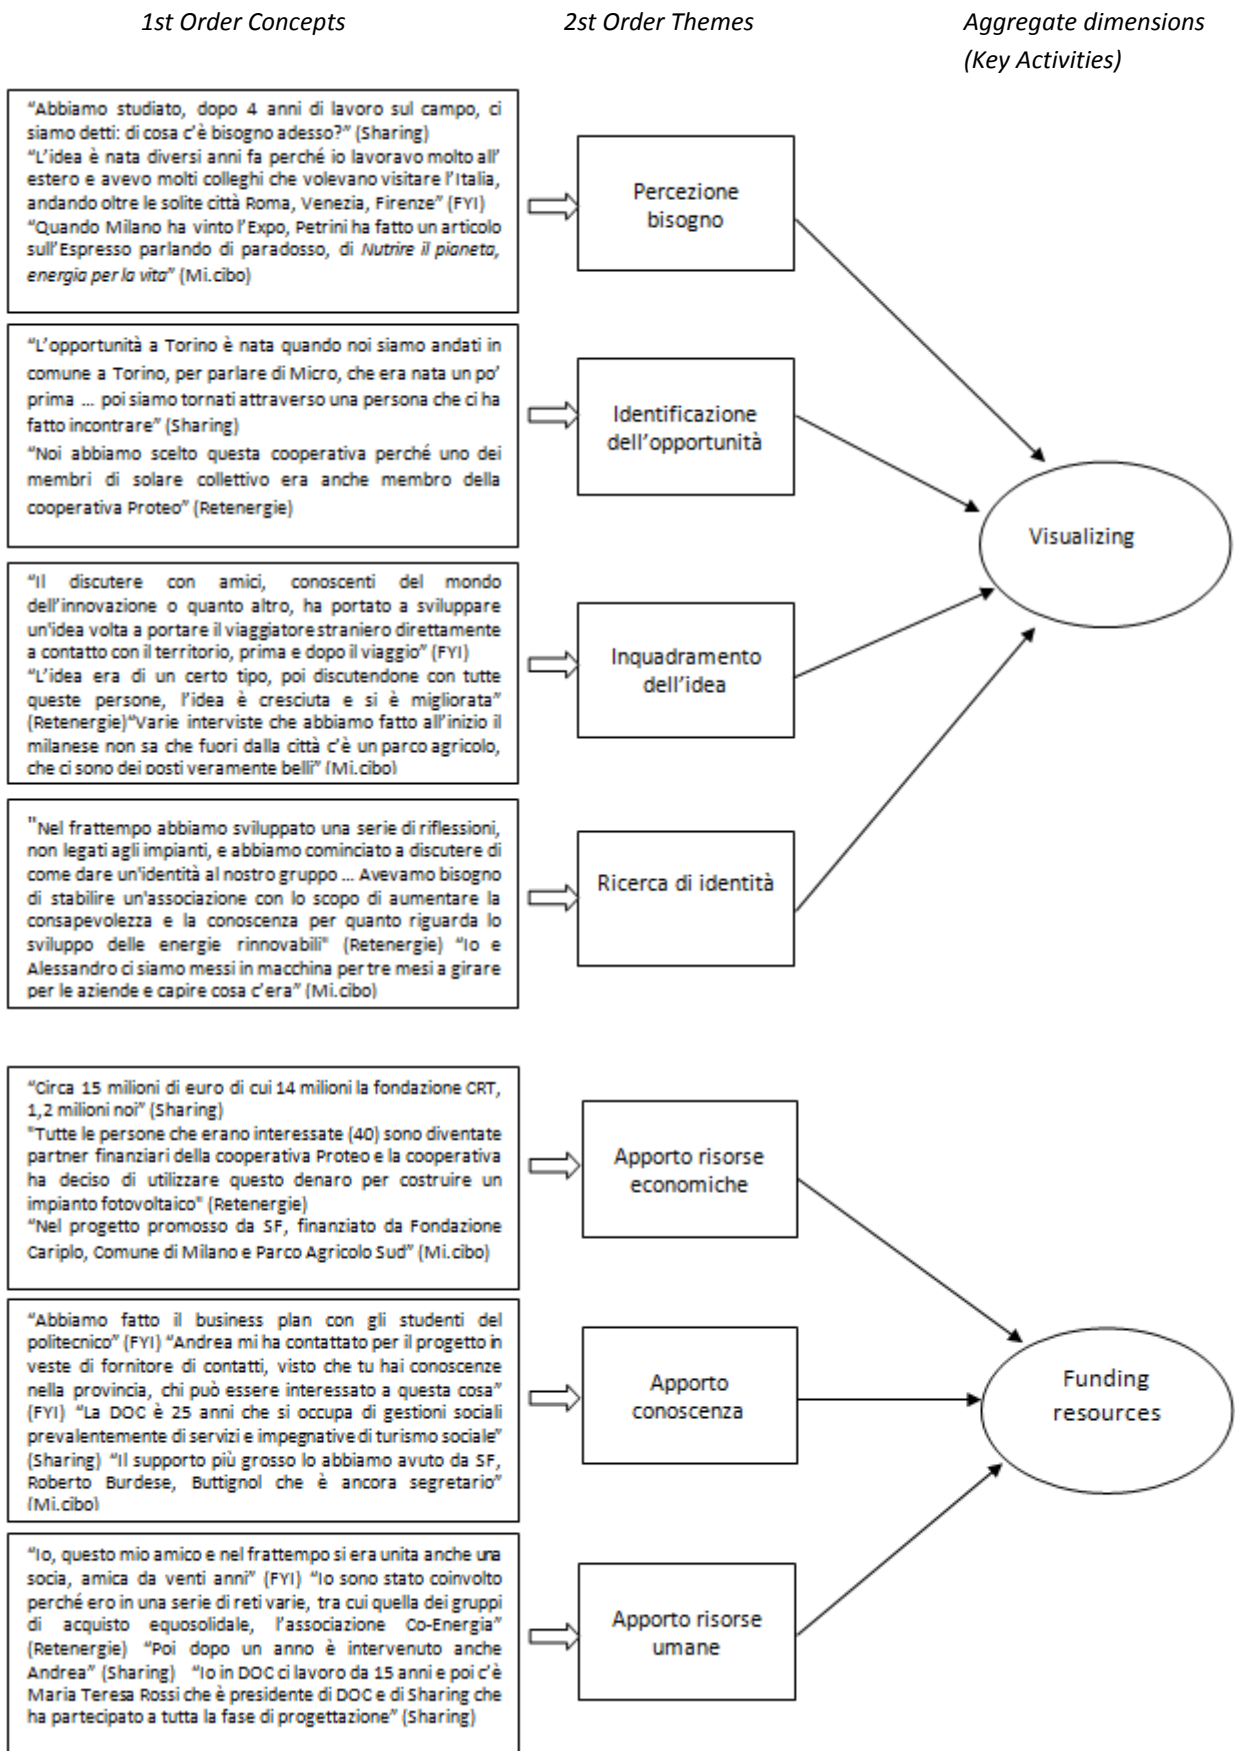 1st Order Concepts
2st Order Themes
Aggregate dimensions
(Key Activities)
“Abbiamo studiato, dopo 4 anni di lavoro sul campo, ci
siamo detti: di cosa c’è bisogno adesso?” (Sharing)
“L’idea è nata diversi anni fa perché io lavoravo molto all’
estero e avevo molti colleghi che volevano visitare l’Italia,
andando oltre le solite città Roma, Venezia, Firenze” (FYI)
“Quando Milano ha vinto l’Expo, Petrini ha fatto un articolo
sull’Espresso parlando di paradosso, di Nutrire il pianeta,
energia per la vita” (Mi.cibo)
Percezione
bisogno
“L’opportunità a Torino è nata quando noi siamo andati in
comune a Torino, per parlare di Micro, che era nata un po’
prima ... poi siamo tornati attraverso una persona che ci ha
fatto incontrare” (Sharing)
“Noi abbiamo scelto questa cooperativa perché uno dei
membri di solare collettivo era anche membro della
cooperativa Proteo” (Retenergie)
Identificazione
dell’opportunità
Visualizing
“Il discutere con amici, conoscenti del mondo
dell’innovazione o quanto altro, ha portato a sviluppare
un'idea volta a portare il viaggiatore straniero direttamente
a contatto con il territorio, prima e dopo il viaggio” (FYI)
“L’idea era di un certo tipo, poi discutendone con tutte
queste persone, l’idea è cresciuta e si è migliorata”
(Retenergie)“Varie interviste che abbiamo fatto all’inizio il
milanese non sa che fuori dalla città c’è un parco agricolo,
che ci sono dei posti veramente belli” (Mi.cibo)
Inquadramento
dell’idea
"Nel frattempo abbiamo sviluppato una serie di riflessioni,
non legati agli impianti, e abbiamo cominciato a discutere di
come dare un'identità al nostro gruppo ... Avevamo bisogno
di stabilire un'associazione con lo scopo di aumentare la
consapevolezza e la conoscenza per quanto riguarda lo
sviluppo delle energie rinnovabili" (Retenergie) “Io e
Alessandro ci siamo messi in macchina per tre mesi a girare
per le aziende e capire cosa c’era” (Mi.cibo)
Ricerca di identità
“Circa 15 milioni di euro di cui 14 milioni la fondazione CRT,
1,2 milioni noi” (Sharing)
"Tutte le persone che erano interessate (40) sono diventate
partner finanziari della cooperativa Proteo e la cooperativa
ha deciso di utilizzare questo denaro per costruire un
impianto fotovoltaico" (Retenergie)
“Nel progetto promosso da SF, finanziato da Fondazione
Cariplo, Comune di Milano e Parco Agricolo Sud” (Mi.cibo)
Apporto risorse
economiche
“Abbiamo fatto il business plan con gli studenti del
politecnico” (FYI) “Andrea mi ha contattato per il progetto in
veste di fornitore di contatti, visto che tu hai conoscenze
nella provincia, chi può essere interessato a questa cosa”
(FYI) “La DOC è 25 anni che si occupa di gestioni sociali
prevalentemente di servizi e impegnative di turismo sociale”
(Sharing) “Il supporto più grosso lo abbiamo avuto da SF,
Roberto Burdese, Buttignol che è ancora segretario”
(Mi.cibo)
Apporto
conoscenza
Funding
resources
“Io, questo mio amico e nel frattempo si era unita anche una
socia, amica da venti anni” (FYI) “Io sono stato coinvolto
perché ero in una serie di reti varie, tra cui quella dei gruppi
di acquisto equosolidale, l’associazione Co-Energia”
(Retenergie) “Poi dopo un anno è intervenuto anche
Andrea” (Sharing) “Io in DOC ci lavoro da 15 anni e poi c’è
Maria Teresa Rossi che è presidente di DOC e di Sharing che
ha partecipato a tutta la fase di progettazione” (Sharing)
Apporto risorse
umane